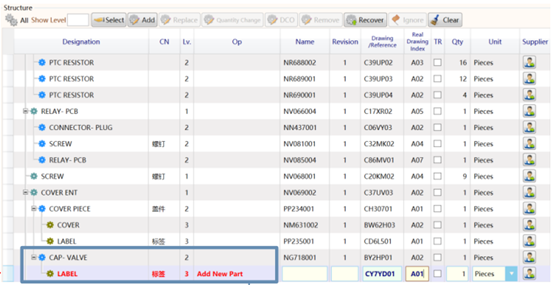 Structure
All Show Level Select Add Replace Quantity Change DCO Remove Recover Ignore Clear
Designation CN Lv. Op Name Revision Drawing /Reference Real Drawing Index TR Qty Unit Supplier
PTC RESISTOR 2 NR688002 1 C39UP02 A03 16 Pieces
PTC RESISTOR 2 NR689001 1 C39UP03 A02 12 Pieces
PTC RESISTOR 2 NR690001 1 C39UP04 A02 4 Pieces
RELAY- PCB 1 NV066004 1 C17XR02 A05 1 Pieces
CONNECTOR- PLUG 2 NN437001 1 C06VY03 A02 1 Pieces
SCREW 螺钉 2 NV081001 1 C32MK02 A04 1 Pieces
RELAY- PCB 2 NV085004 1 C86MV01 A07 1 Pieces
SCREW 螺钉 1 NV068001 1 C20KM02 A04 9 Pieces
COVER ENT 1 NV069002 1 C37UV03 A02 1 Pieces
COVER PIECE 盖件 2 PP234001 1 CH30701 A02 1 Pieces
COVER 3 NM631002 1 BW62H03 A02 1 Pieces
LABEL 标签 3 PP235001 1 CD6L501 A01 1 Pieces
CAP- VALVE 2 NG718001 1 BY2HP01 A02 1 Pieces
LABEL 标签 3 Add New Part CY7YD01 A01 1 Pieces